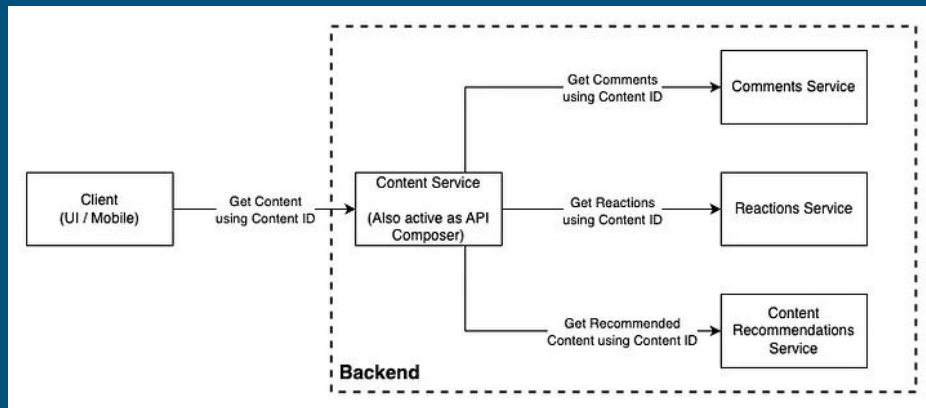 Client
(UI / Mobile)
Get Content
using Content ID
Content Service
(Also active as API
Composer)
Get Comments
using Content ID
Comments Service
Get Reactions
using Content ID
Reactions Service
Get Recommended
Content using Content ID
Content
Recommendations
Service
Backend